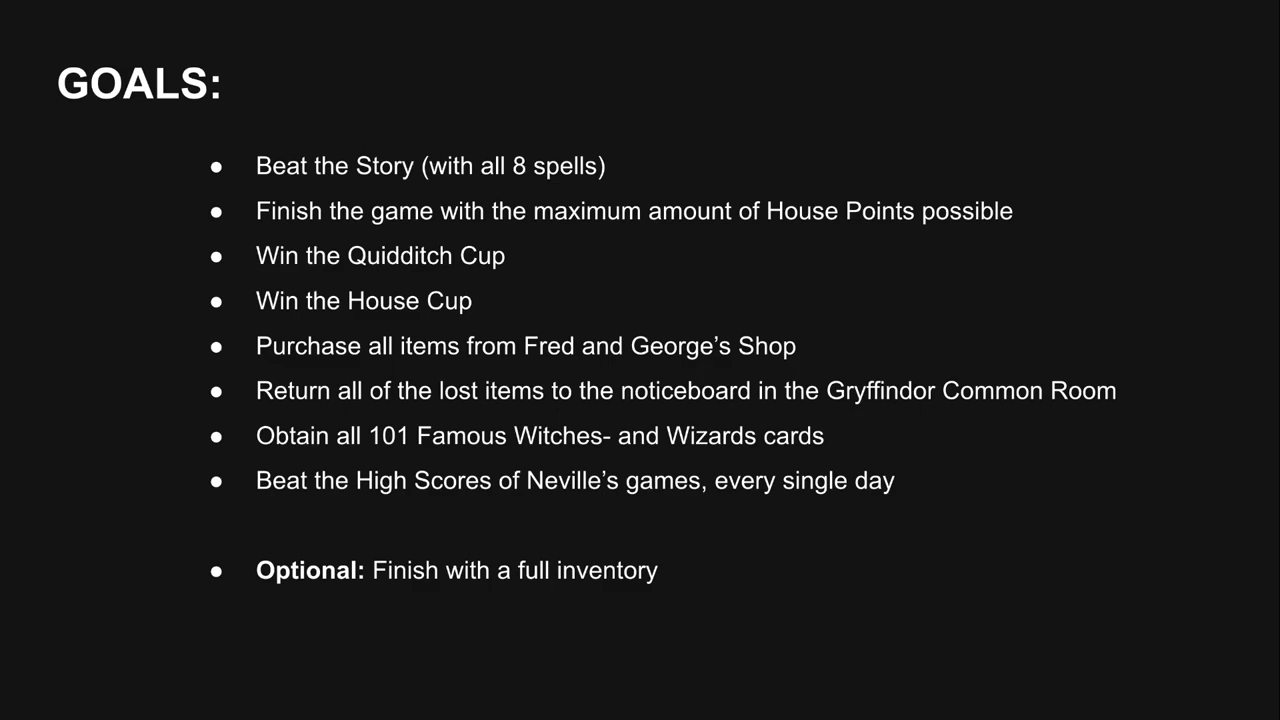 GOALS:
● Beat the Story (with all 8 spells)
● Finish the game with the maximum amount of House Points possible
● Win the Quidditch Cup
● Win the House Cup
● Purchase all items from Fred and George’s Shop
● Return all of the lost items to the noticeboard in the Gryffindor Common Room
● Obtain all 101 Famous Witches- and Wizards cards
● Beat the High Scores of Neville’s games, every single day
● Optional: Finish with a full inventory